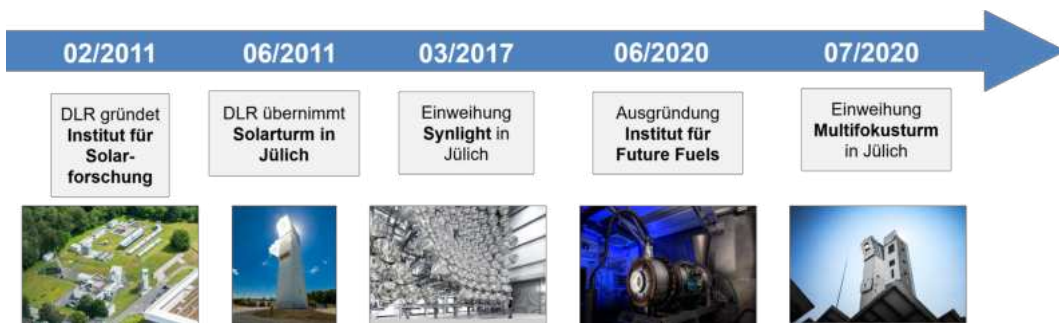 02/2011
06/2011
03/2017
06/2020
07/2020
DLR gründet
Institut für
Solar-
forschung
DLR übernimmt
Solarturm in
Jülich
Einweihung
Synlight in
Jülich
Ausgründung
Institut für
Future Fuels
Einweihung
Multifokusturm
in Jülich